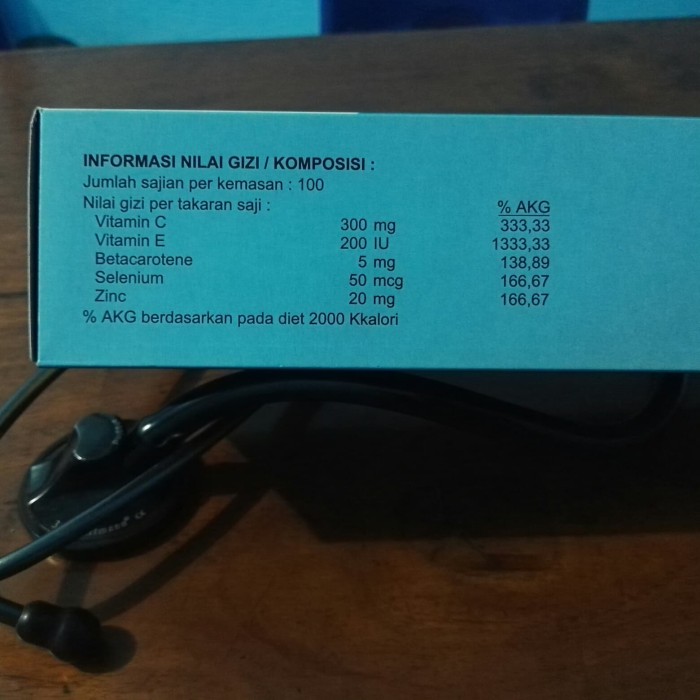 INFORMASI NILAI GIZI / KOMPOSISI :
Jumlah sajian per kemasan : 100
Nilai gizi per takaran saji : % AKG
Vitamin C 300 mg 333,33
Vitamin E 200 IU 1333,33
Betacarotene 5 mg 138,89
Selenium 50 mcg 166,67
Zinc 20 mg 166,67
% AKG berdasarkan pada diet 2000 Kkalori